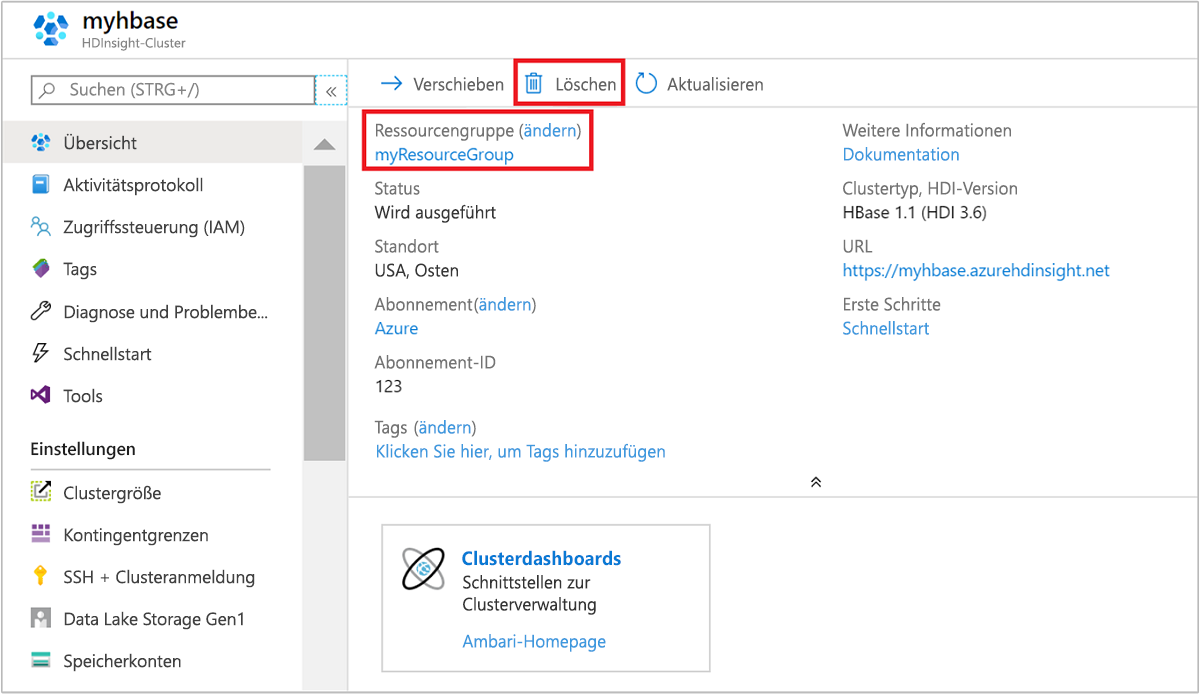 myhbase
HDInsight-Cluster
Suchen (STRG+/)
«
Übersicht
Aktivitätsprotokoll
Zugriffssteuerung (IAM)
Tags
Diagnose und Problembe...
Schnellstart
Tools
Einstellungen
Clustergröße
Kontingentgrenzen
SSH + Clusteranmeldung
Data Lake Storage Gen1
Speicherkonten
Verschieben
Löschen
Aktualisieren
Ressourcengruppe (ändern)
myResourceGroup
Status
Wird ausgeführt
Standort
USA, Osten
Abonnement(ändern)
Azure
Abonnement-ID
123
Tags (ändern)
Klicken Sie hier, um Tags hinzuzufügen
Weitere Informationen
Dokumentation
Clustertyp, HDI-Version
HBase 1.1 (HDI 3.6)
URL
https://myhbase.azurehdinsight.net
Erste Schritte
Schnellstart
Clusterdashboards
Schnittstellen zur
Clusterverwaltung
Ambari-Homepage